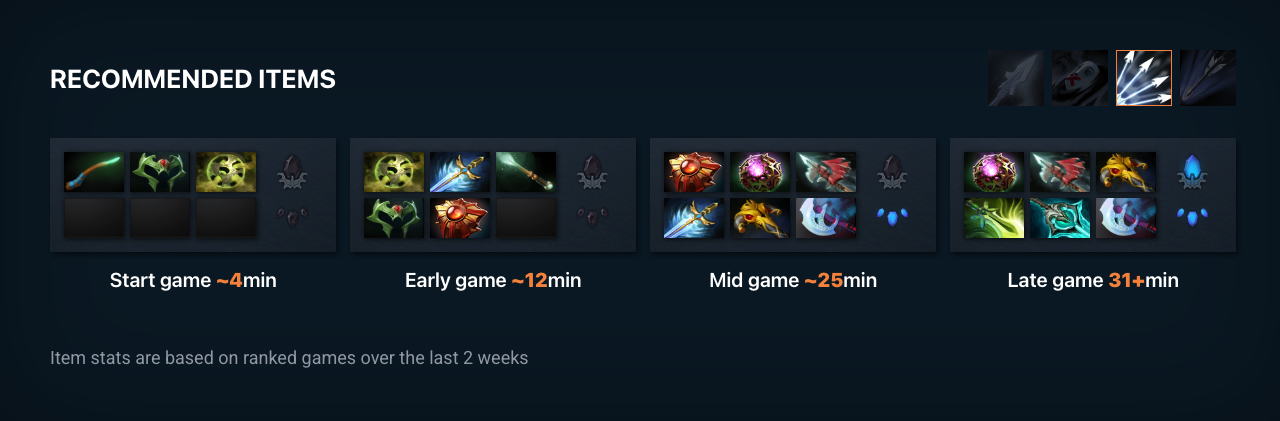 RECOMMENDED ITEMS
Start game ~4min
Early game ~12min
Mid game ~25min
Late game 31+min
Item stats are based on ranked games over the last 2 weeks